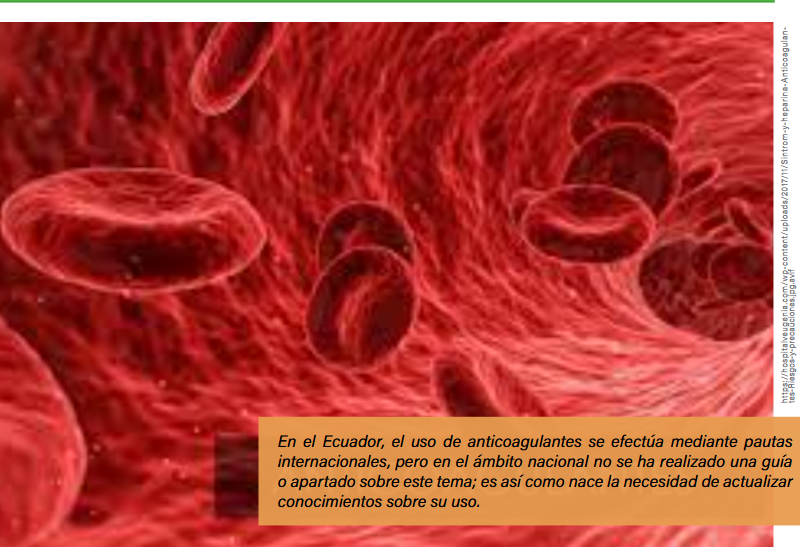 https://hospitalveugenia.com/wp-content/uploads/2017/11/Sintrom-y-heparina-Anticoagulan-
tes-Riesgos-y-precauciones.jpg.avif
En el Ecuador, el uso de anticoagulantes se efectúa mediante pautas
internacionales, pero en el ámbito nacional no se ha realizado una guía
o apartado sobre este tema; es así como nace la necesidad de actualizar
conocimientos sobre su uso.